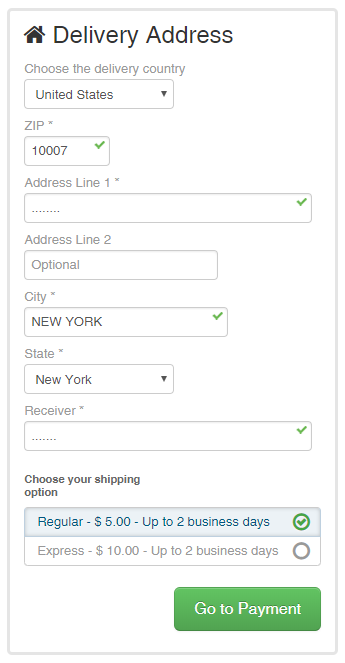 Delivery Address
Choose the delivery country
United States
ZIP *
10007
Address Line 1 *
........
Address Line 2
Optional
City *
NEW YORK
State *
New York
Receiver *
.......
Choose your shipping
option
Regular - $ 5.00 - Up to 2 business days
Express - $ 10.00 - Up to 2 business days
Go to Payment